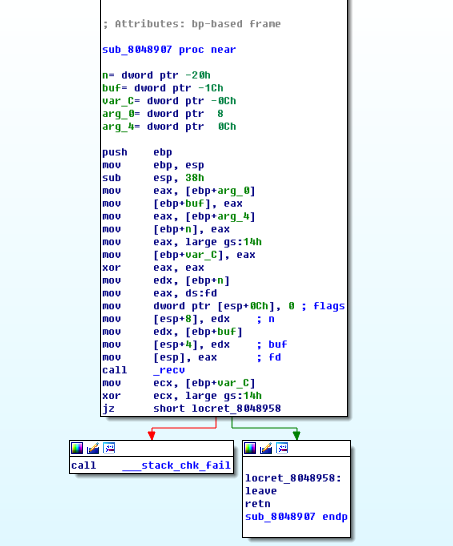 ; Attributes: bp-based frame
sub_8048907 proc near
n= dword ptr -20h
buf= dword ptr -1Ch
var_C= dword ptr -0Ch
arg_0= dword ptr  8
arg_4= dword ptr  0Ch
push    ebp
mov     ebp, esp
sub     esp, 38h
mov     eax, [ebp+arg_0]
mov     [ebp+buf], eax
mov     eax, [ebp+arg_4]
mov     [ebp+n], eax
mov     eax, large gs:14h
mov     [ebp+var_C], eax
xor     eax, eax
mov     edx, [ebp+n]
mov     eax, ds:fd
mov     dword ptr [esp+0Ch], 0 ; flags
mov     [esp+8], edx    ; n
mov     edx, [ebp+buf]
mov     [esp+4], edx    ; buf
mov     [esp], eax      ; fd
call    _recv
mov     ecx, [ebp+var_C]
xor     ecx, large gs:14h
jz      short locret_8048958
call    ___stack_chk_fail
locret_8048958:
leave
retn
sub_8048907 endp